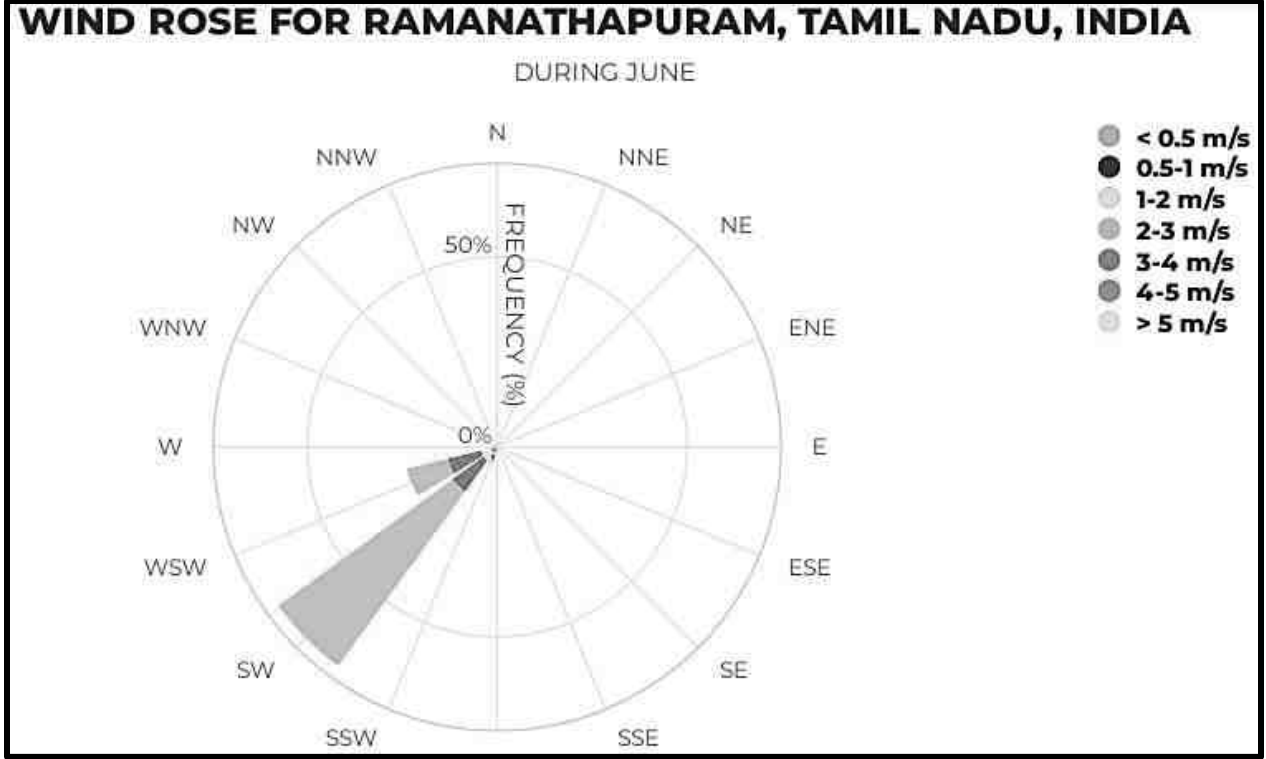 WIND ROSE FOR RAMANATHAPURAM, TAMIL NADU, INDIA
DURING JUNE
N
NNE
NE
ENE
E
ESE
SE
SSE
SSW
SW
WSW
W
WNW
NW
NNW
50%
0%
FREQUENCY (%)
< 0.5 m/s
0.5-1 m/s
1-2 m/s
2-3 m/s
3-4 m/s
4-5 m/s
> 5 m/s